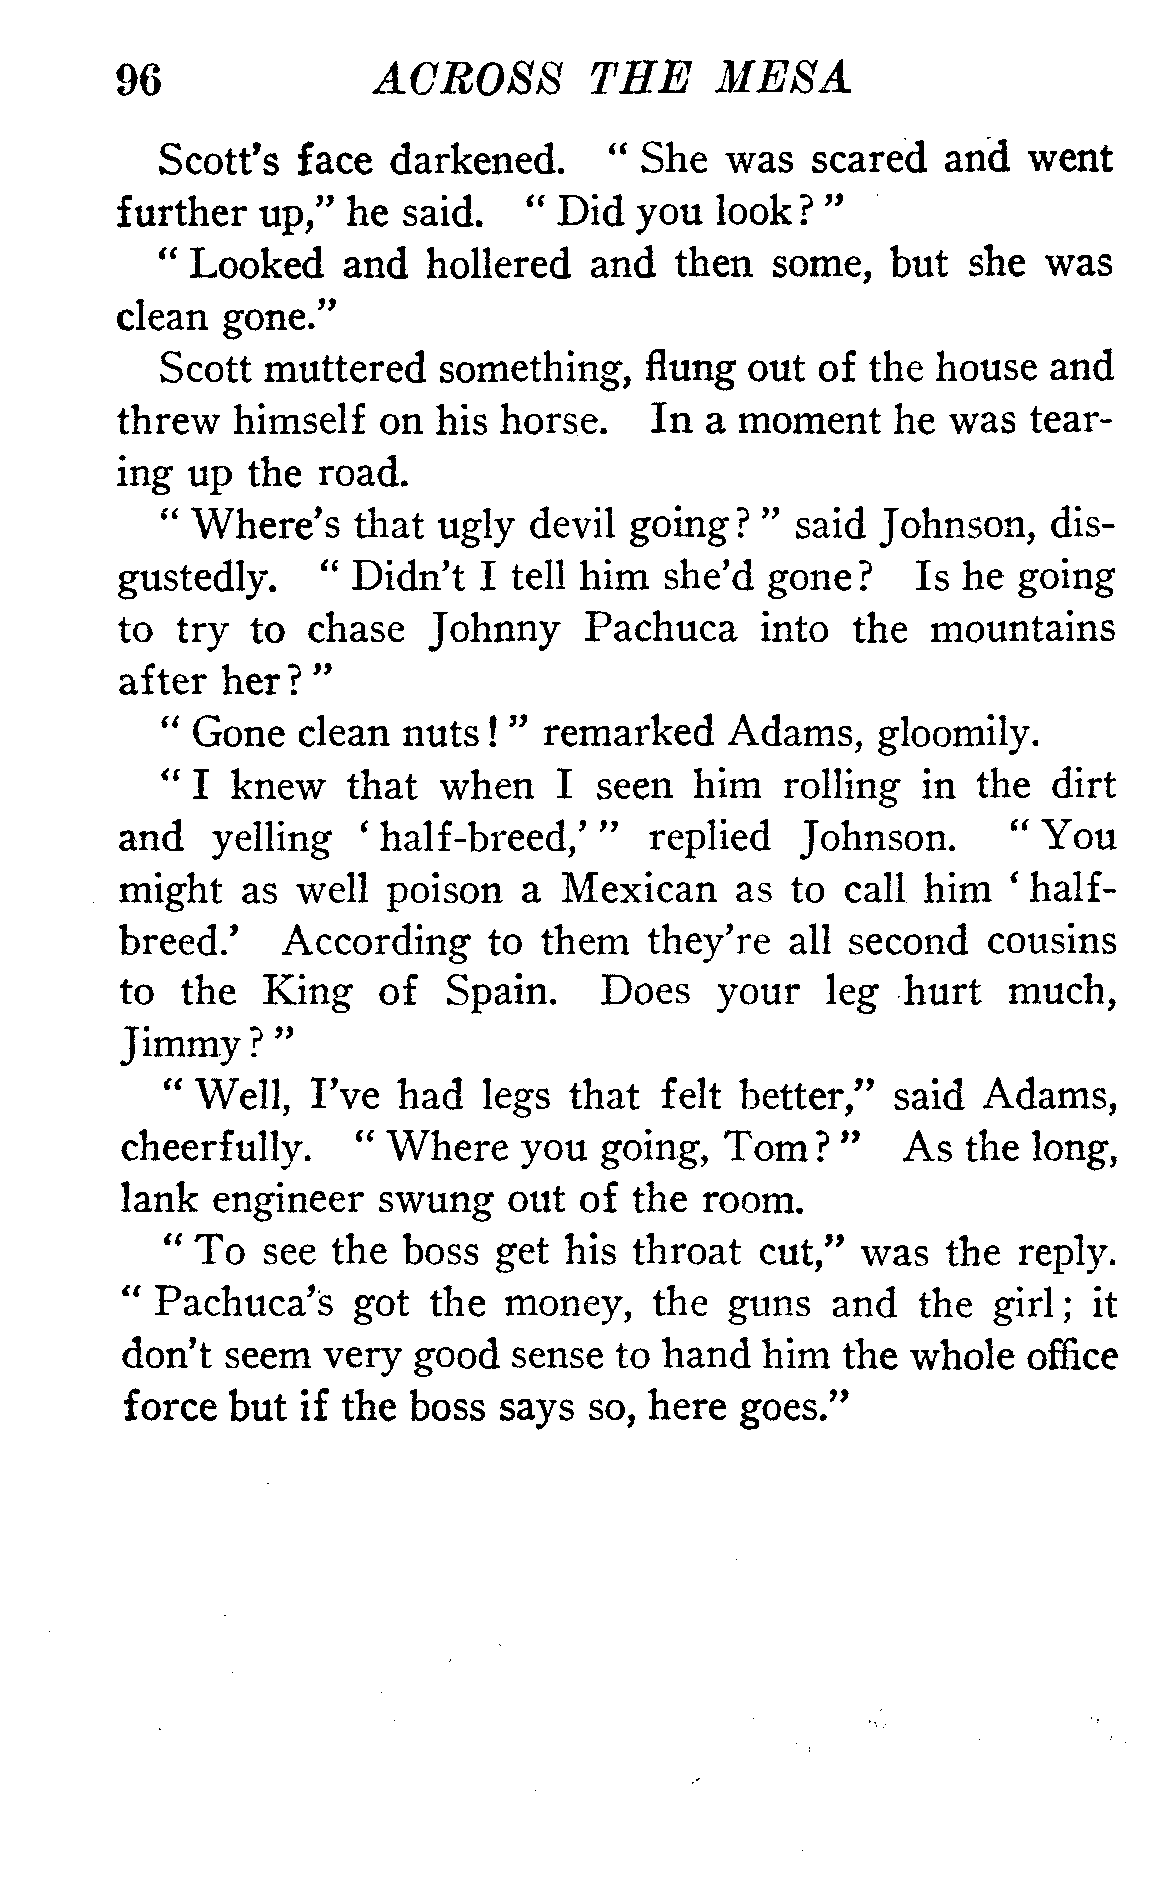 96 ACROSS THE MESA
Scott's face darkened. " She was scared and went
further up," he said. " Did you look? "
" Looked and hollered and then some, but she was
clean gone."
Scott muttered something, flung out of the house and
threw himself on his horse. In a moment he was tear-
ing up the road.
" Where's that ugly devil going? " said Johnson, dis-
gustedly. " Didn't I tell him she'd gone? Is he going
to try to chase Johnny Pachuca into the mountains
after her? "
" Gone clean nuts! " remarked Adams, gloomily.
" I knew that when I seen him rolling in the dirt
and yelling ' half-breed,' " replied Johnson. " You
might as well poison a Mexican as to call him ' half-
breed.' According to them they're all second cousins
to the King of Spain. Does your leg hurt much,
Jimmy? "
" Well, I've had legs that felt better," said Adams,
cheerfully. " Where you going, Tom? " As the long,
lank engineer swung out of the room.
" To see the boss get his throat cut," was the reply.
" Pachuca's got the money, the guns and the girl; it
don't seem very good sense to hand him the whole office
force but if the boss says so, here goes."